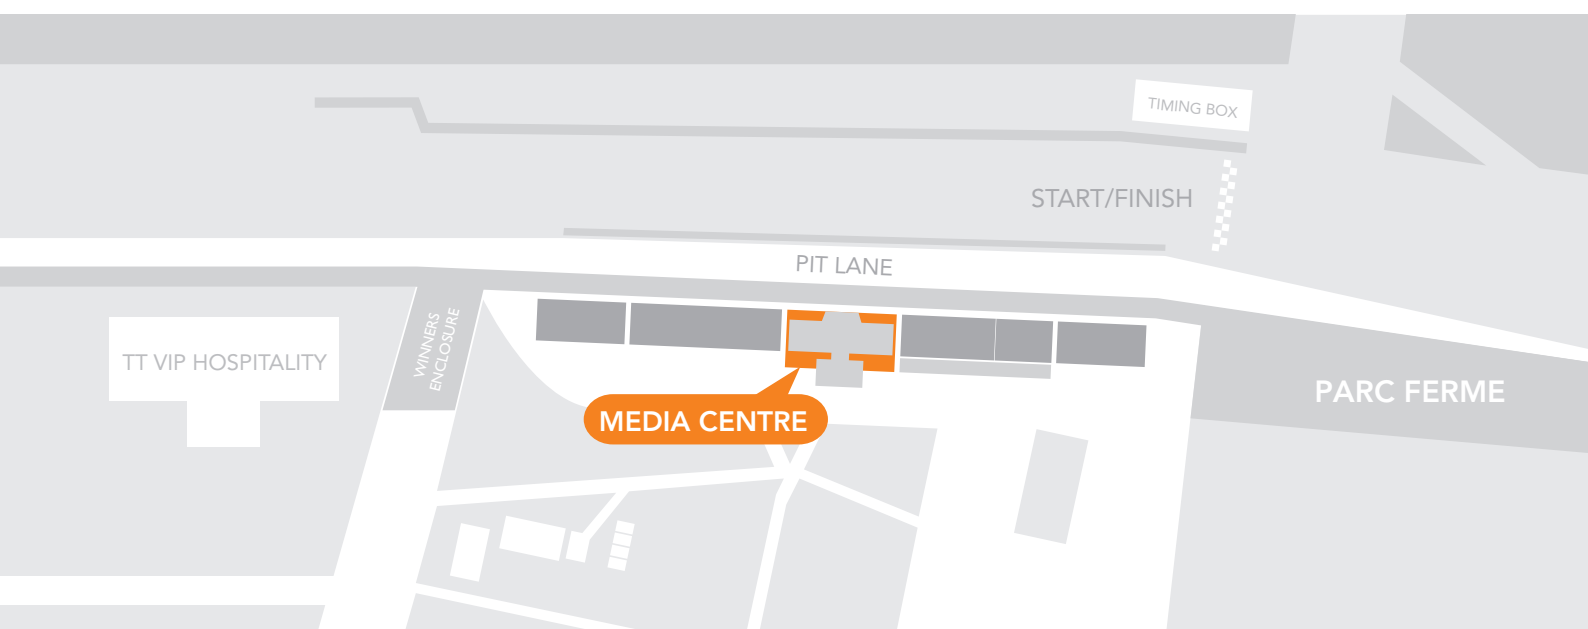 TIMING BOX
START/FINISH
PIT LANE
WINNERS
ENCLOSURE
TT VIP HOSPITALITY
PARC FERME
MEDIA CENTRE